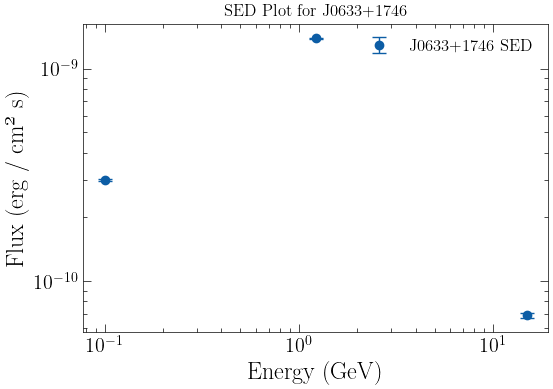 SED Plot for J0633+1746
J0633+1746 SED
Flux (erg / cm² s)
10⁻⁹
10⁻¹⁰
10⁻¹ 10⁰ 10¹
Energy (GeV)